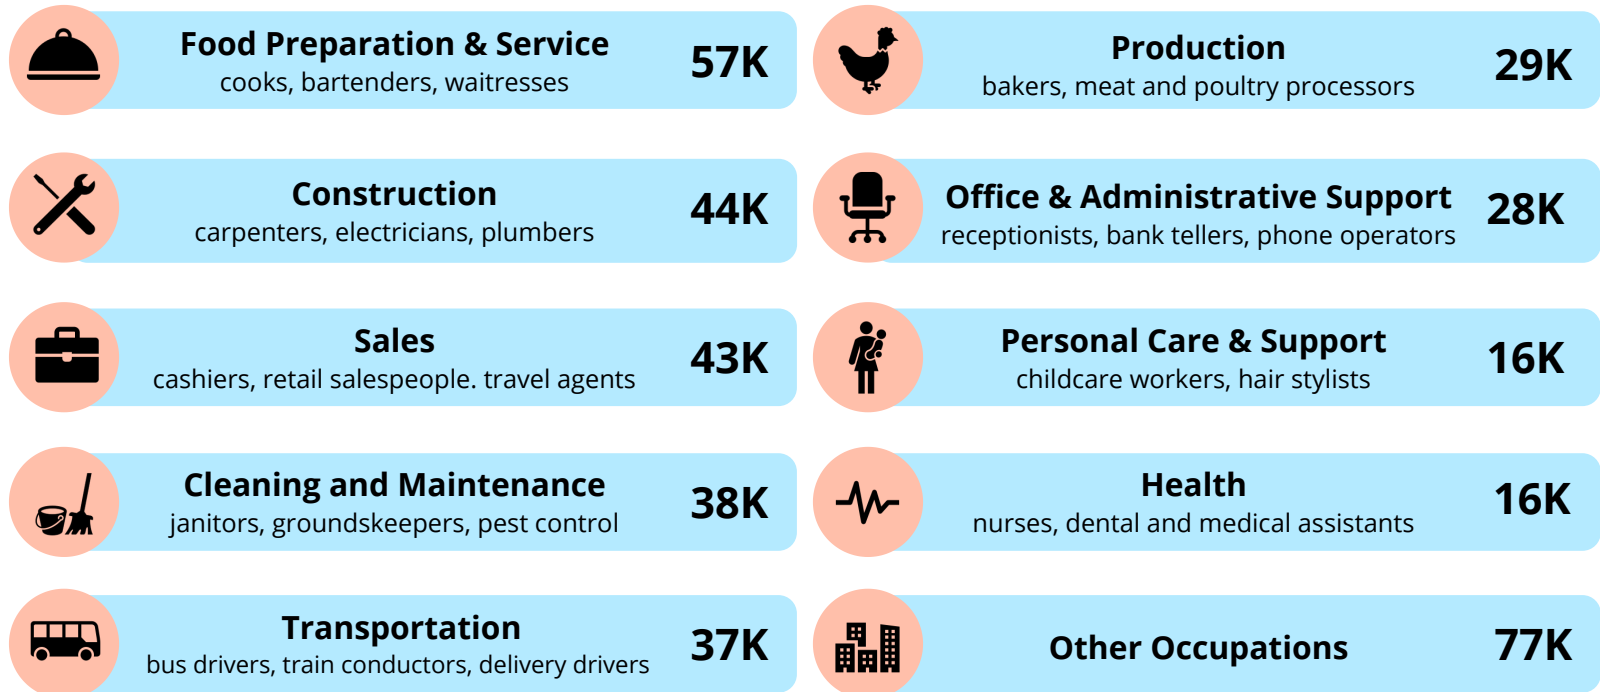 Food Preparation & Service
cooks, bartenders, waitresses
57K
Construction
carpenters, electricians, plumbers
44K
Sales
cashiers, retail salespeople. travel agents
43K
Cleaning and Maintenance
janitors, groundskeepers, pest control
38K
Transportation
bus drivers, train conductors, delivery drivers
37K
Production
bakers, meat and poultry processors
29K
Office & Administrative Support
receptionists, bank tellers, phone operators
28K
Personal Care & Support
childcare workers, hair stylists
16K
Health
nurses, dental and medical assistants
16K
Other Occupations
77K